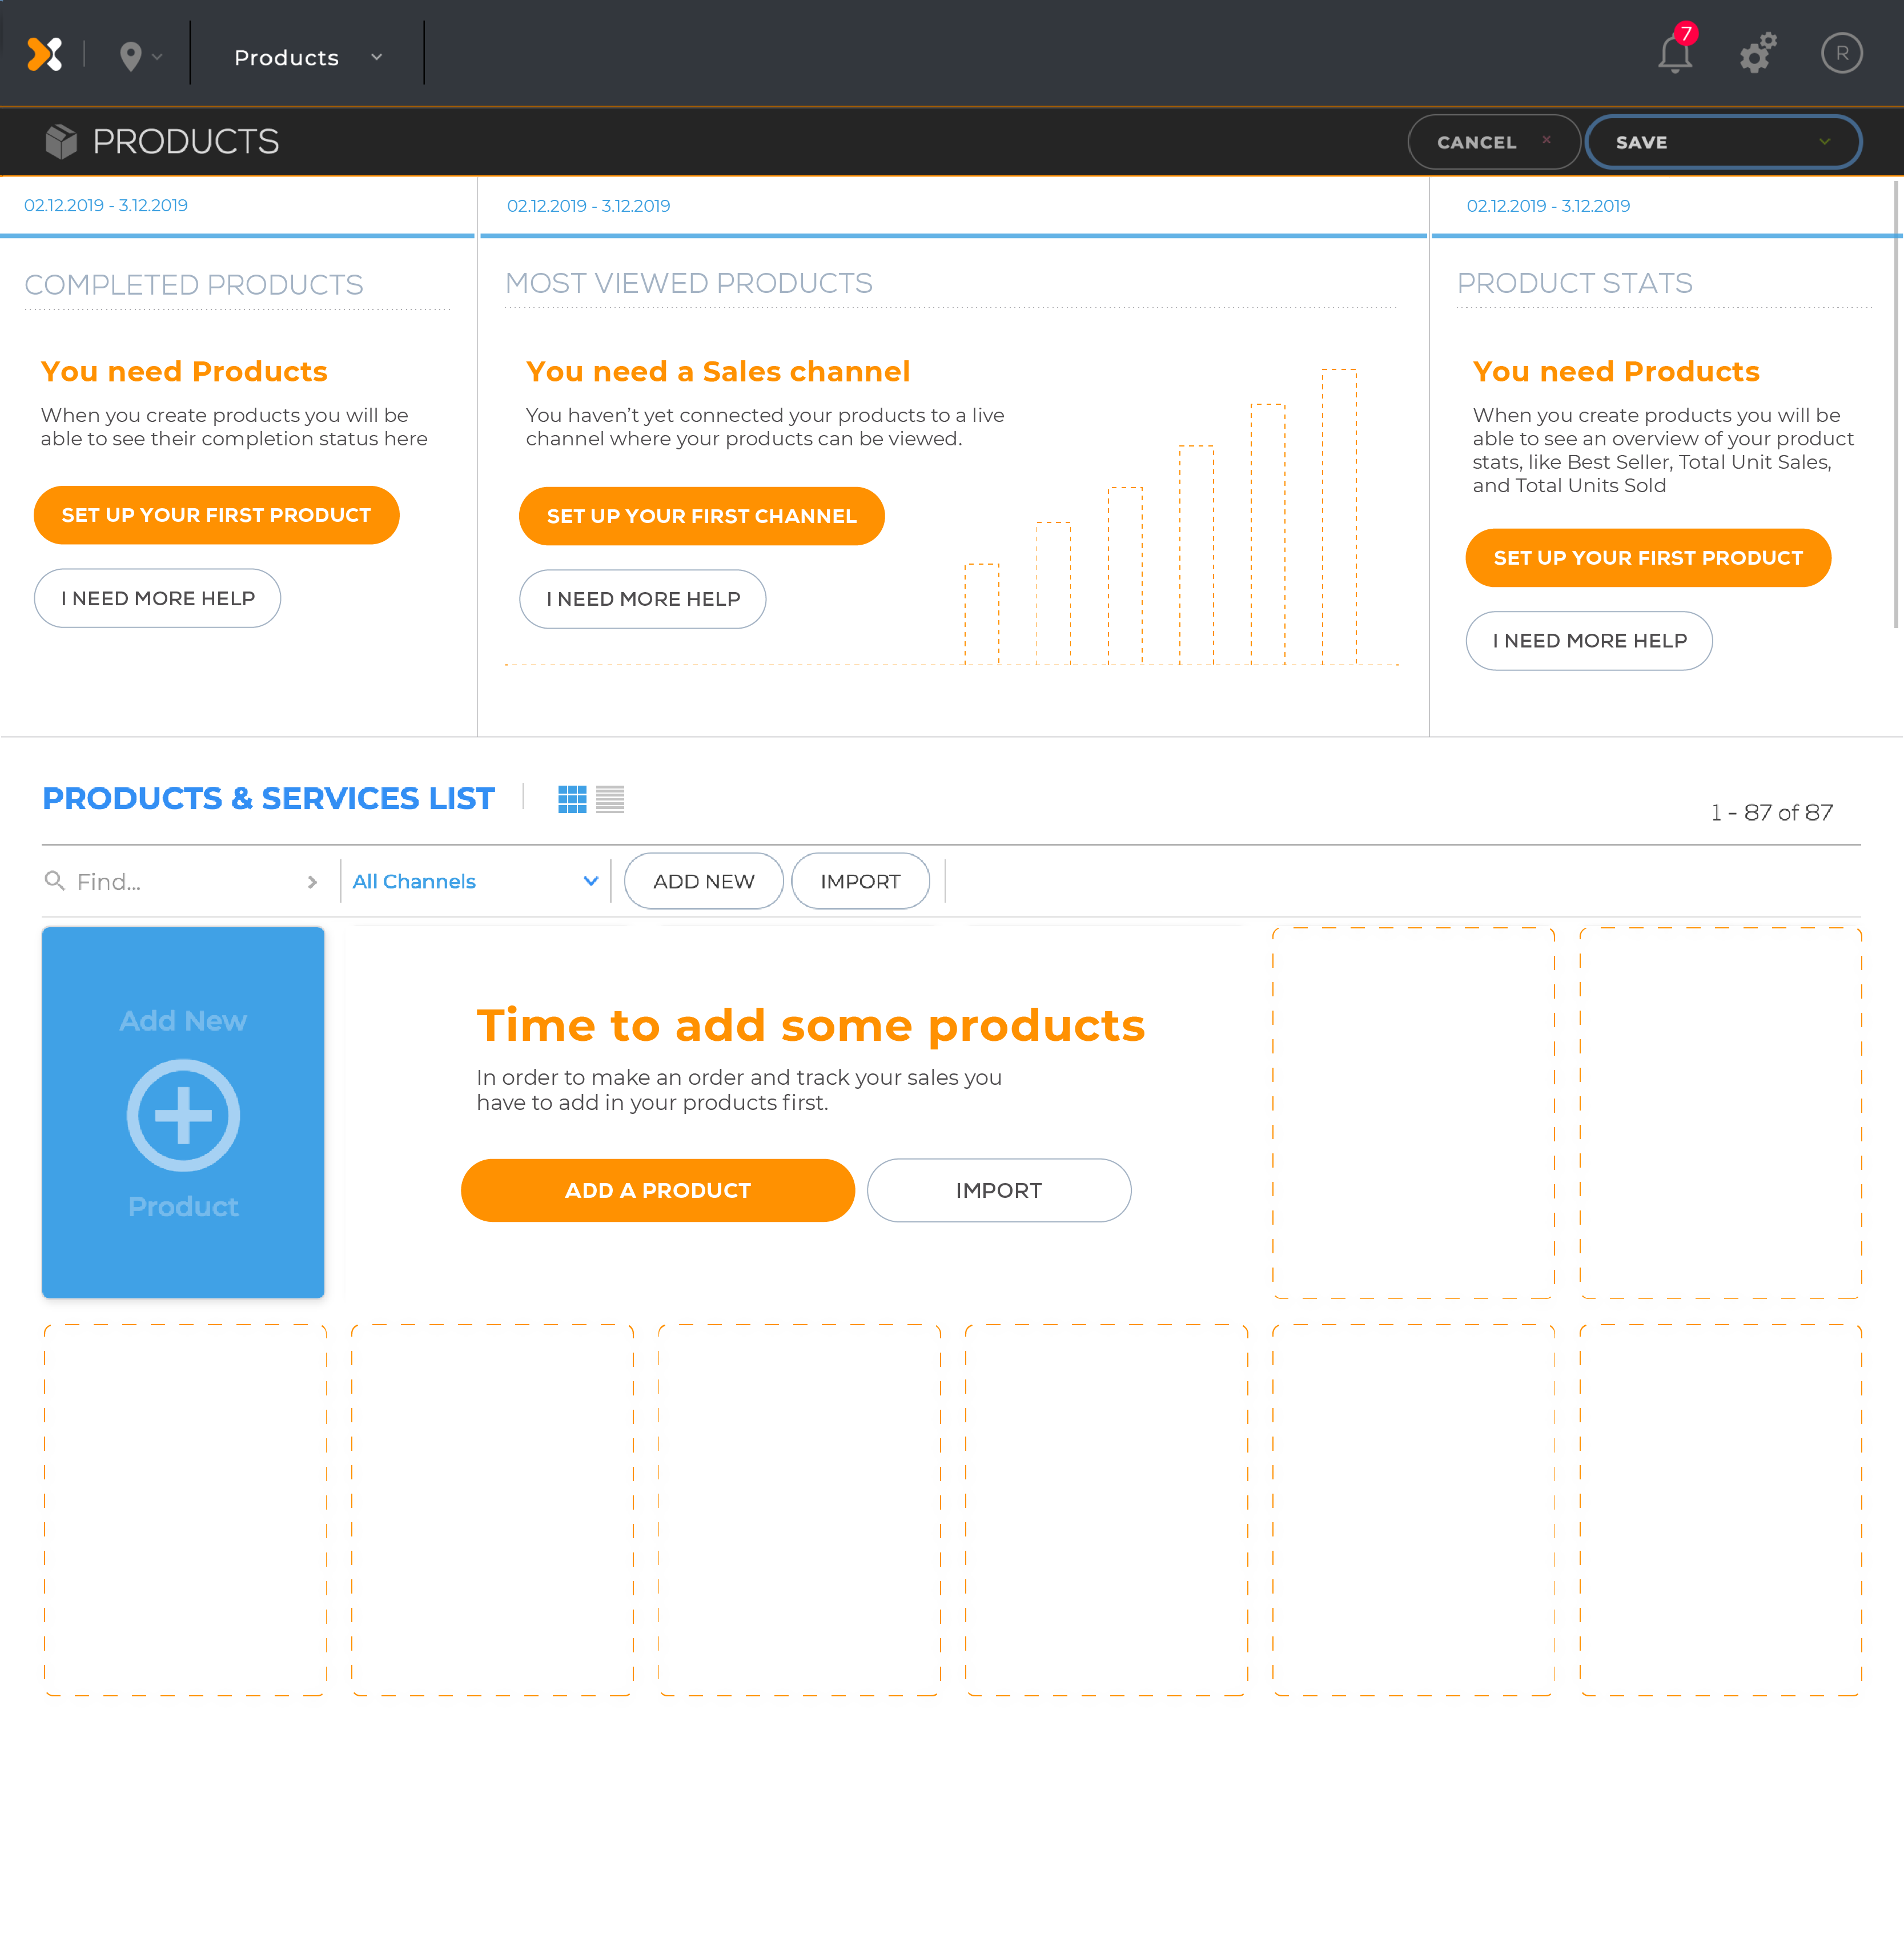 Products
7
R
PRODUCTS
CANCEL
SAVE
02.12.2019 - 3.12.2019
COMPLETED PRODUCTS
You need Products
When you create products you will be
able to see their completion status here
SET UP YOUR FIRST PRODUCT
I NEED MORE HELP
02.12.2019 - 3.12.2019
MOST VIEWED PRODUCTS
You need a Sales channel
You haven’t yet connected your products to a live
channel where your products can be viewed.
SET UP YOUR FIRST CHANNEL
I NEED MORE HELP
02.12.2019 - 3.12.2019
PRODUCT STATS
You need Products
When you create products you will be
able to see an overview of your product
stats, like Best Seller, Total Unit Sales,
and Total Units Sold
SET UP YOUR FIRST PRODUCT
I NEED MORE HELP
PRODUCTS & SERVICES LIST
1 - 87 of 87
Find...
All Channels
ADD NEW
IMPORT
Add New
Product
Time to add some products
In order to make an order and track your sales you
have to add in your products first.
ADD A PRODUCT
IMPORT